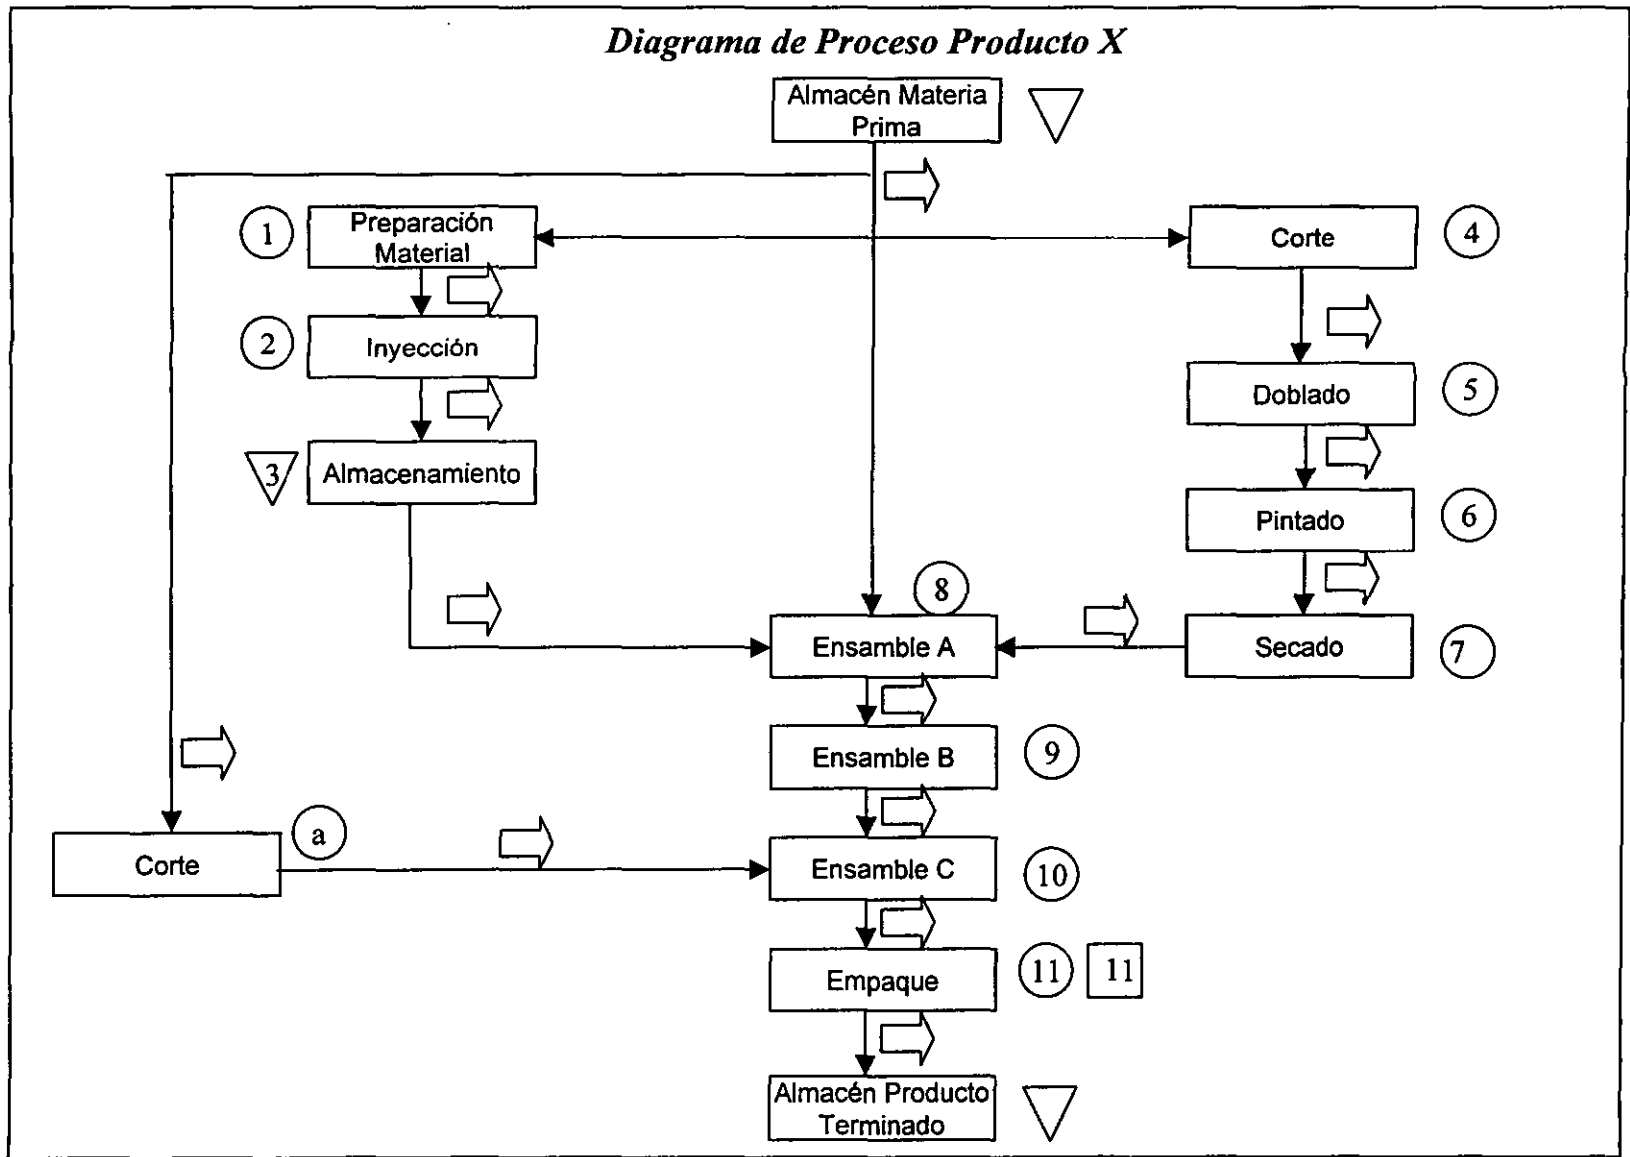 Diagrama de Proceso Producto X
Almacén Materia
Prima
1
Preparación
Material
Corte
4
2
Inyección
Doblado
5
3
Almacenamiento
Pintado
6
8
Ensamble A
Secado
7
Ensamble B
9
Corte
a
Ensamble C
10
Empaque
11
11
Almacén Producto
Terminado